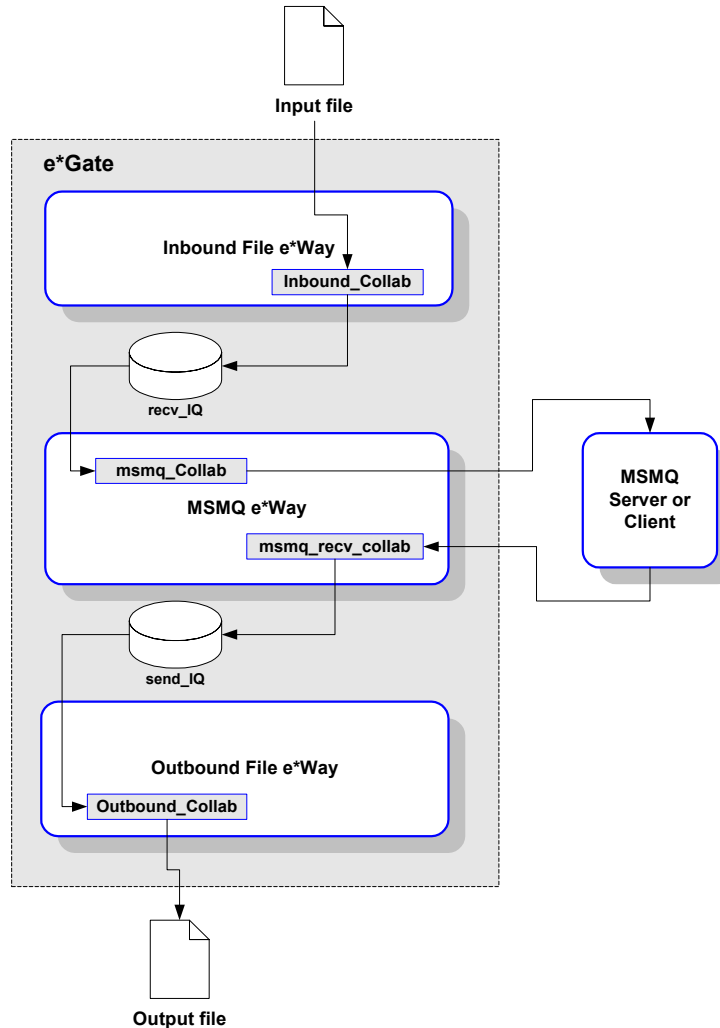 Input file
e*Gate
Inbound File e*Way
Inbound_Collab
recv_IQ
msmq_Collab
MSMQ e*Way
msmq_recv_collab
MSMQ
Server or
Client
send_IQ
Outbound File e*Way
Outbound_Collab
Output file